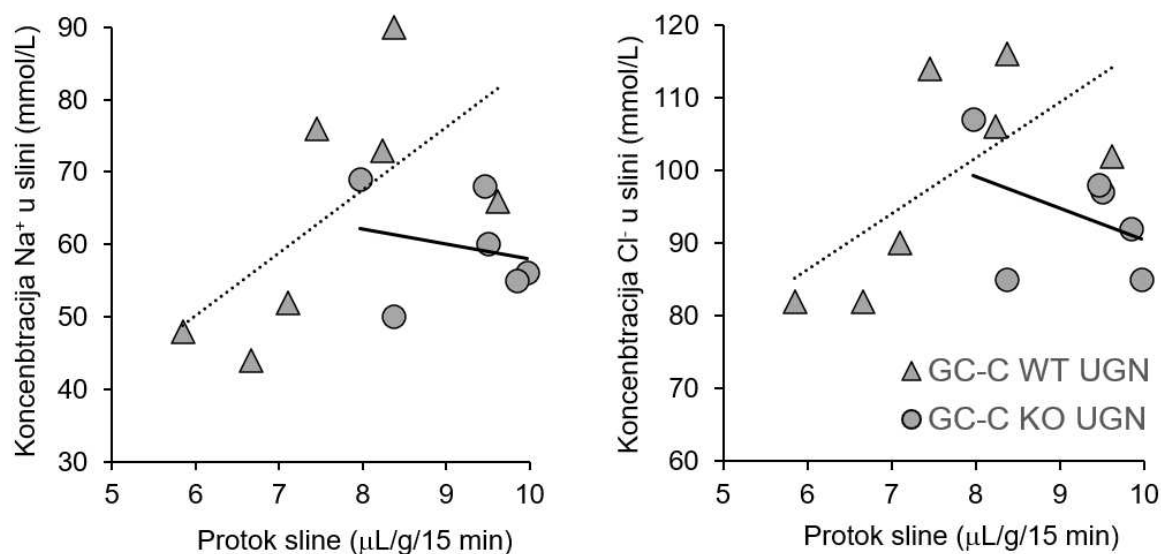 Koncenbtracija Na⁺ u slini (mmol/L)
90
80
70
60
50
40
30
5 6 7 8 9 10
Protok sline (µL/g/15 min)
Koncenbtracija Cl⁻ u slini (mmol/L)
120
110
100
90
80
70
60
5 6 7 8 9 10
Protok sline (µL/g/15 min)
GC-C WT UGN
GC-C KO UGN